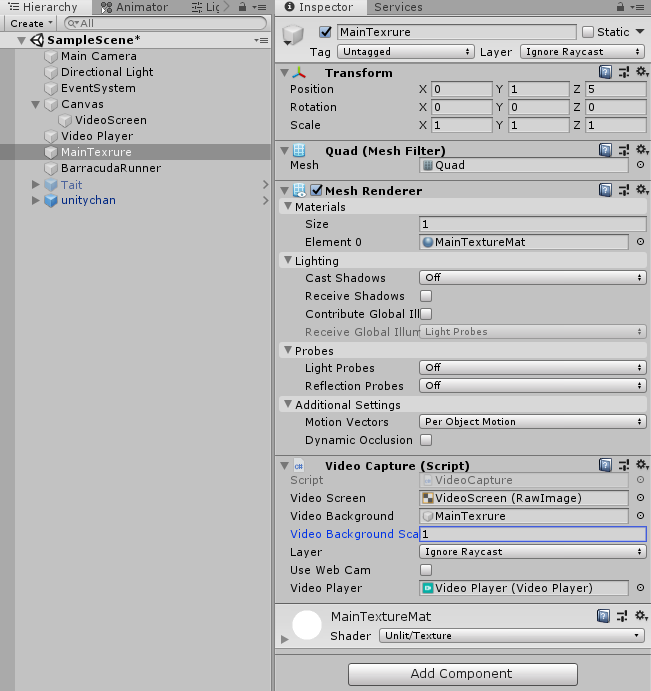 Hierarchy
Animator
Lig
Create
All
SampleScene*
Main Camera
Directional Light
EventSystem
Canvas
VideoScreen
Video Player
MainTexrure
BarracudaRunner
Tait
unitychan
Inspector
Services
MainTexrure
Static
Tag Untagged Layer Ignore Raycast
Transform
Position X 0 Y 1 Z 5
Rotation X 0 Y 0 Z 0
Scale X 1 Y 1 Z 1
Quad (Mesh Filter)
Mesh Quad
Mesh Renderer
Materials
Size 1
Element 0 MainTextureMat
Lighting
Cast Shadows Off
Receive Shadows
Contribute Global Ill
Receive Global Illum Light Probes
Probes
Light Probes Off
Reflection Probes Off
Additional Settings
Motion Vectors Per Object Motion
Dynamic Occlusion
Video Capture (Script)
Script VideoCapture
Video Screen VideoScreen (RawImage)
Video Background MainTexrure
Video Background Sca 1
Layer Ignore Raycast
Use Web Cam
Video Player Video Player (Video Player)
MainTextureMat
Shader Unlit/Texture
Add Component